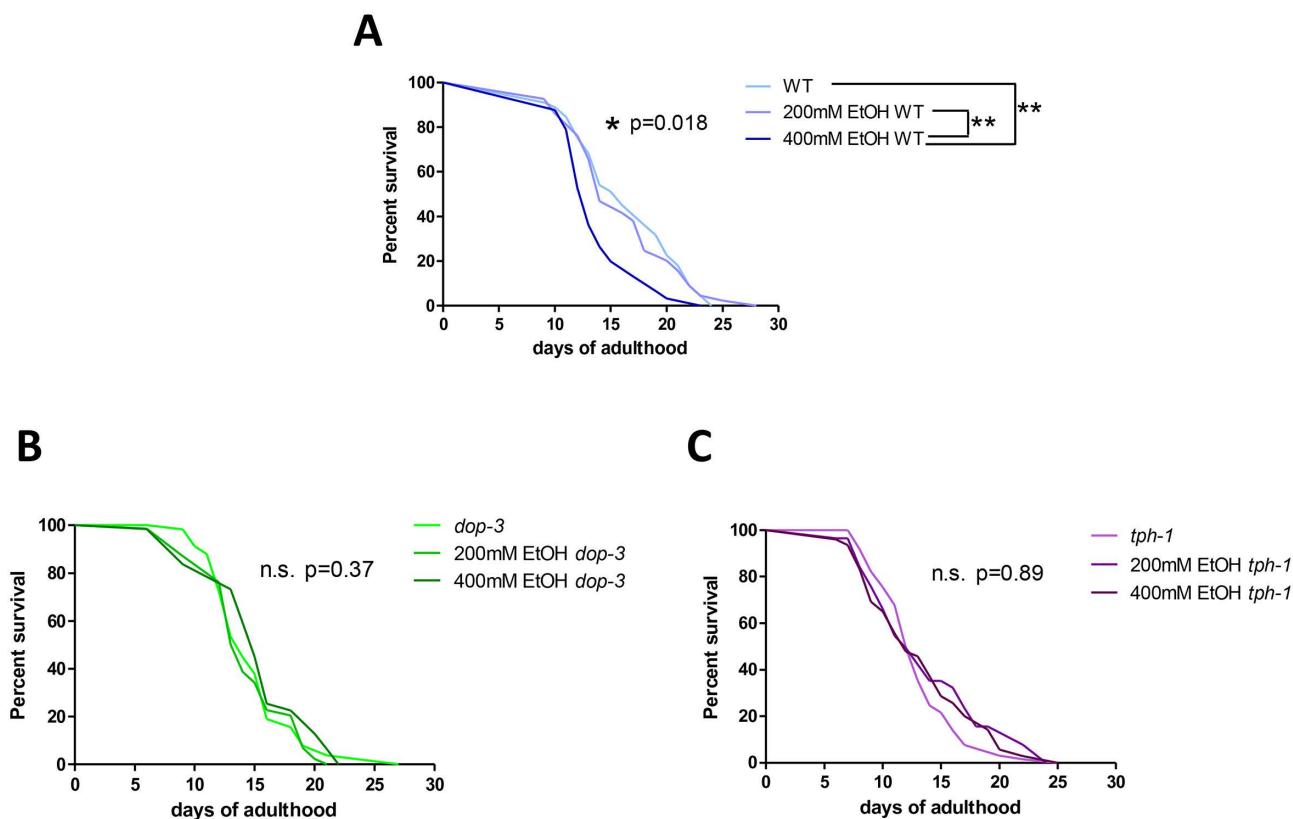 A
Percent survival
100
80
60
40
20
0
0 5 10 15 20 25 30
days of adulthood
* p=0.018
WT
200mM EtOH WT
400mM EtOH WT
**
**
B
Percent survival
100
80
60
40
20
0
0 5 10 15 20 25 30
days of adulthood
n.s. p=0.37
dop-3
200mM EtOH dop-3
400mM EtOH dop-3
C
Percent survival
100
80
60
40
20
0
0 5 10 15 20 25 30
days of adulthood
n.s. p=0.89
tph-1
200mM EtOH tph-1
400mM EtOH tph-1